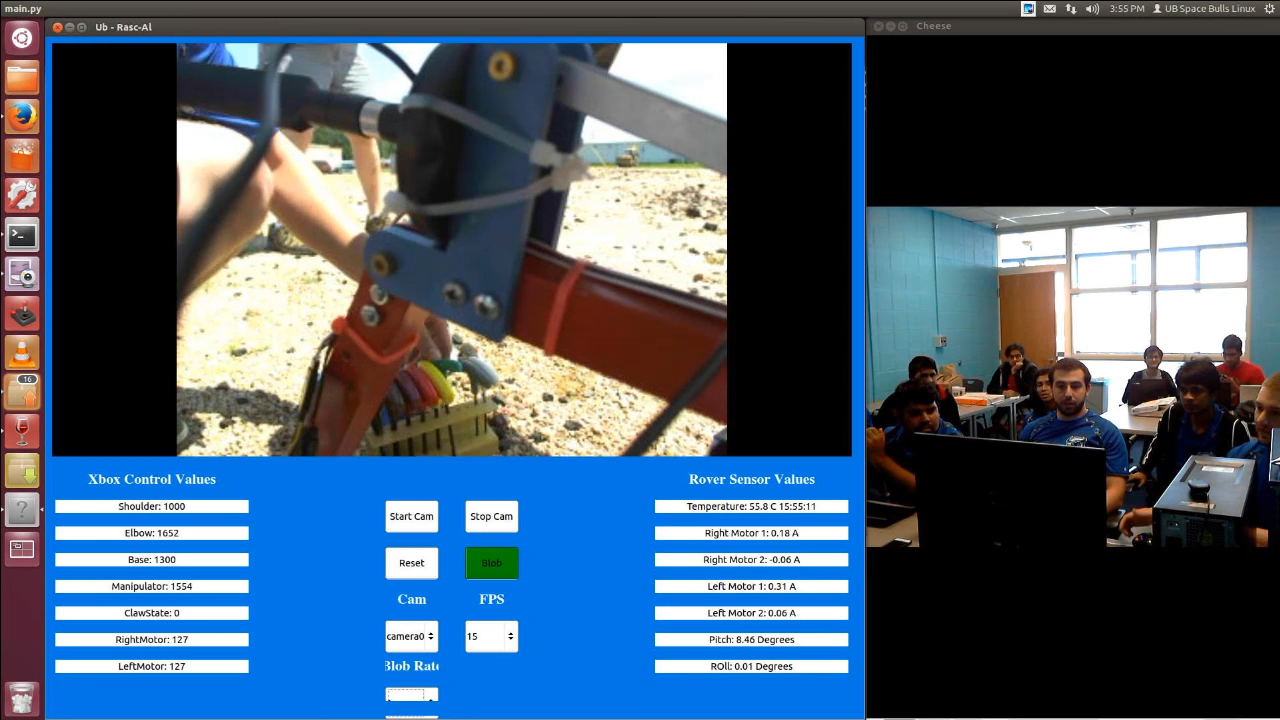 main.py
3:55 PM
UB Space Bulls Linux
Ub - Rasc-Al
Cheese
16
Xbox Control Values
Shoulder: 1000
Elbow: 1652
Base: 1300
Manipulator: 1554
ClawState: 0
RightMotor: 127
LeftMotor: 127
Start Cam
Stop Cam
Reset
Blob
Cam
FPS
camera0
15
Blob Rate
Rover Sensor Values
Temperature: 55.8 C 15:55:11
Right Motor 1: 0.18 A
Right Motor 2: -0.06 A
Left Motor 1: 0.31 A
Left Motor 2: 0.06 A
Pitch: 8.46 Degrees
ROll: 0.01 Degrees